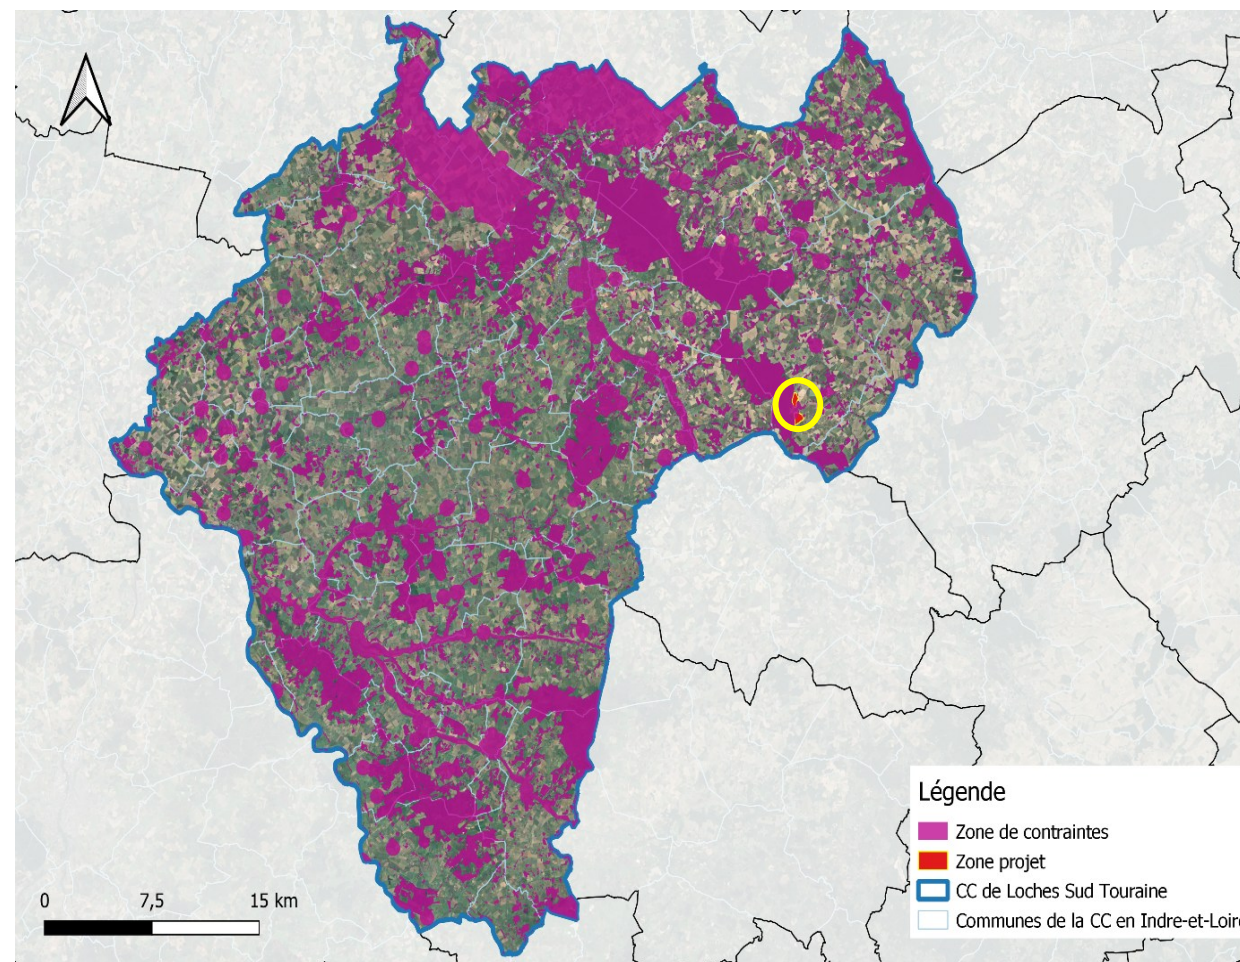 Légende
Zone de contraintes
Zone projet
CC de Loches Sud Touraine
Communes de la CC en Indre-et-Loire
0 7,5 15 km